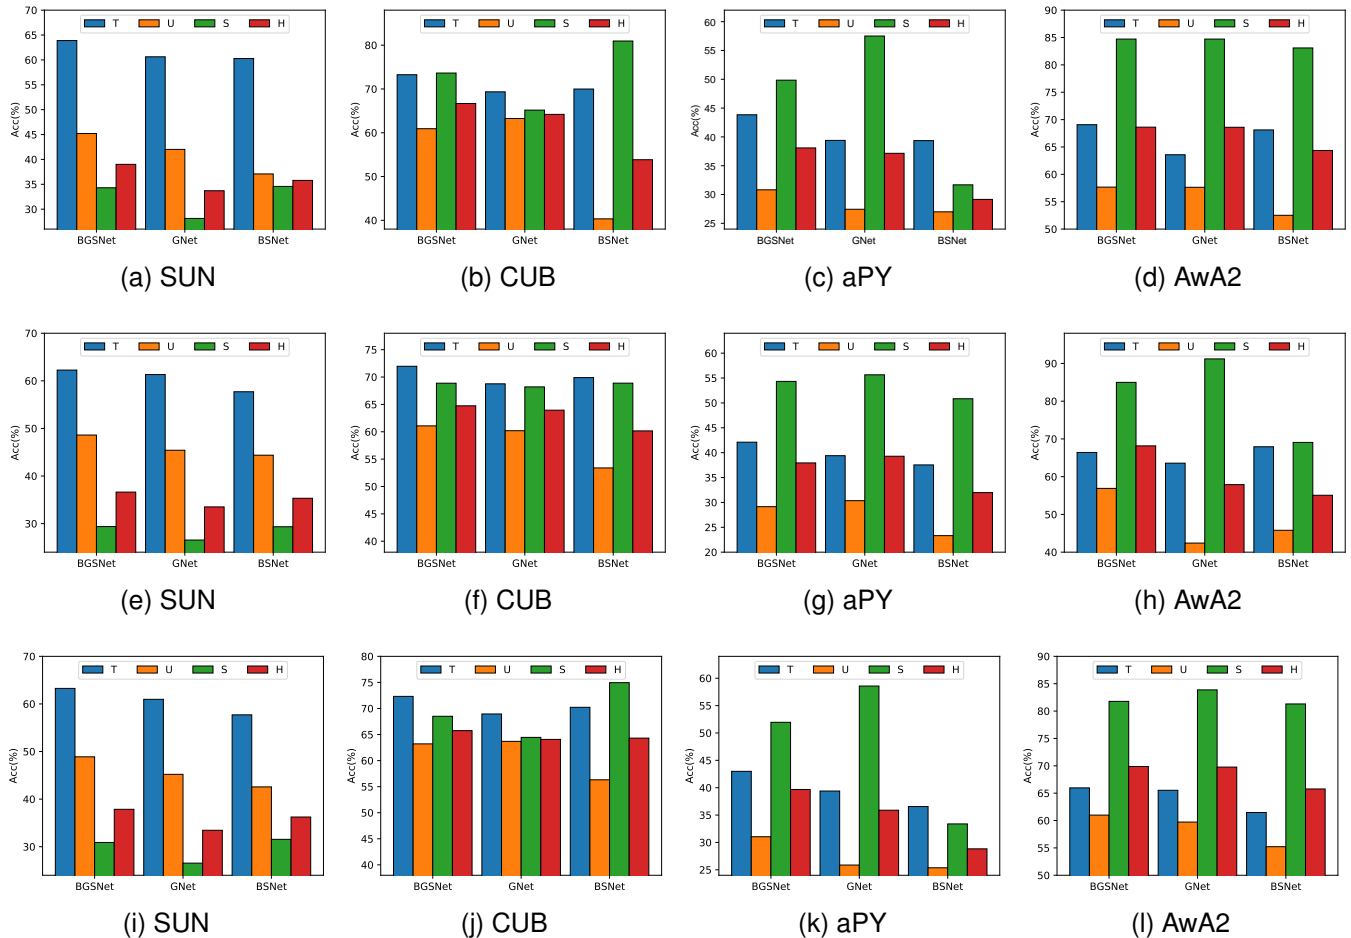 T U S H
Acc(%)
70
65
60
55
50
45
40
35
30
BGSNet GNet BSNet
(a) SUN
T U S H
Acc(%)
80
70
60
50
40
BGSNet GNet BSNet
(b) CUB
T U S H
Acc(%)
60
55
50
45
40
35
30
25
BGSNet GNet BSNet
(c) aPY
T U S H
Acc(%)
90
85
80
75
70
65
60
55
50
BGSNet GNet BSNet
(d) AwA2
T U S H
Acc(%)
70
60
50
40
30
BGSNet GNet BSNet
(e) SUN
T U S H
Acc(%)
75
70
65
60
55
50
45
40
BGSNet GNet BSNet
(f) CUB
T U S H
Acc(%)
60
55
50
45
40
35
30
25
20
BGSNet GNet BSNet
(g) aPY
T U S H
Acc(%)
90
80
70
60
50
40
BGSNet GNet BSNet
(h) AwA2
T U S H
Acc(%)
70
60
50
40
30
BGSNet GNet BSNet
(i) SUN
T U S H
Acc(%)
80
75
70
65
60
55
50
45
40
BGSNet GNet BSNet
(j) CUB
T U S H
Acc(%)
60
55
50
45
40
35
30
25
BGSNet GNet BSNet
(k) aPY
T U S H
Acc(%)
90
85
80
75
70
65
60
55
50
BGSNet GNet BSNet
(l) AwA2